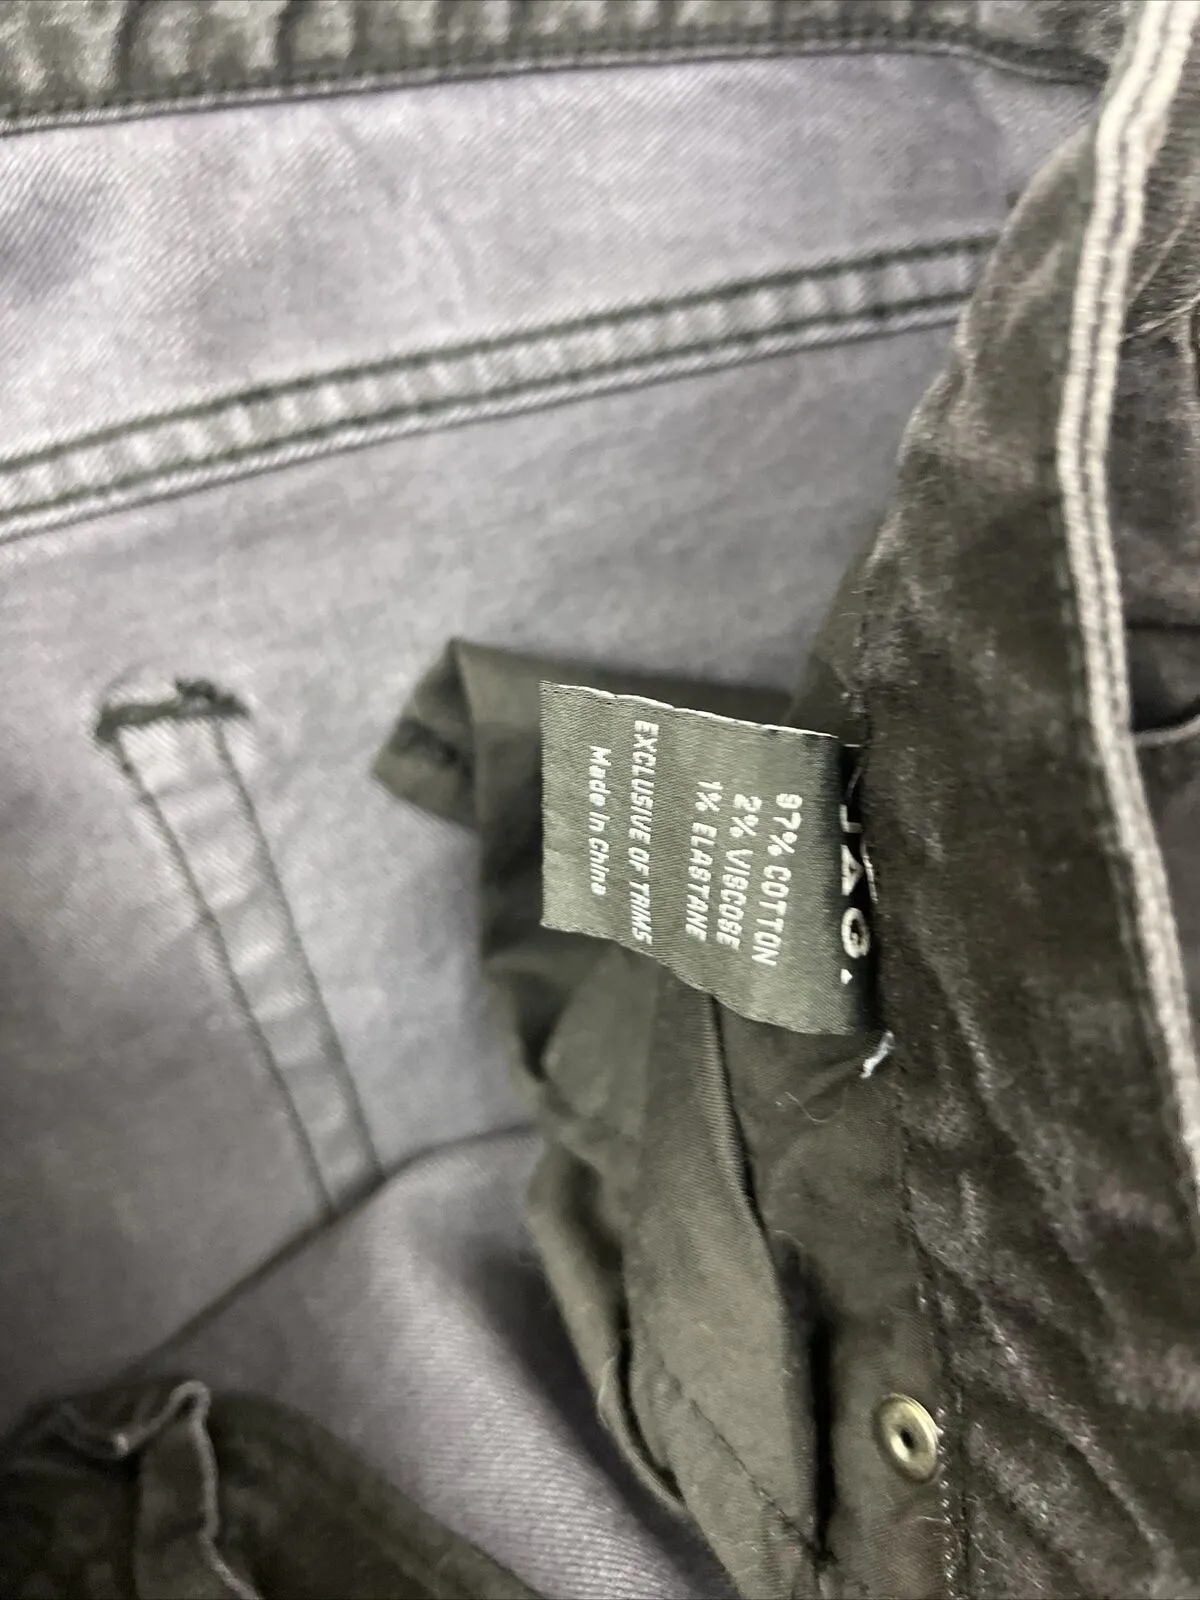 JAG.
97% COTTON
2% VISCOSE
1% ELASTANE
EXCLUSIVE OF TRIMS
Made In China